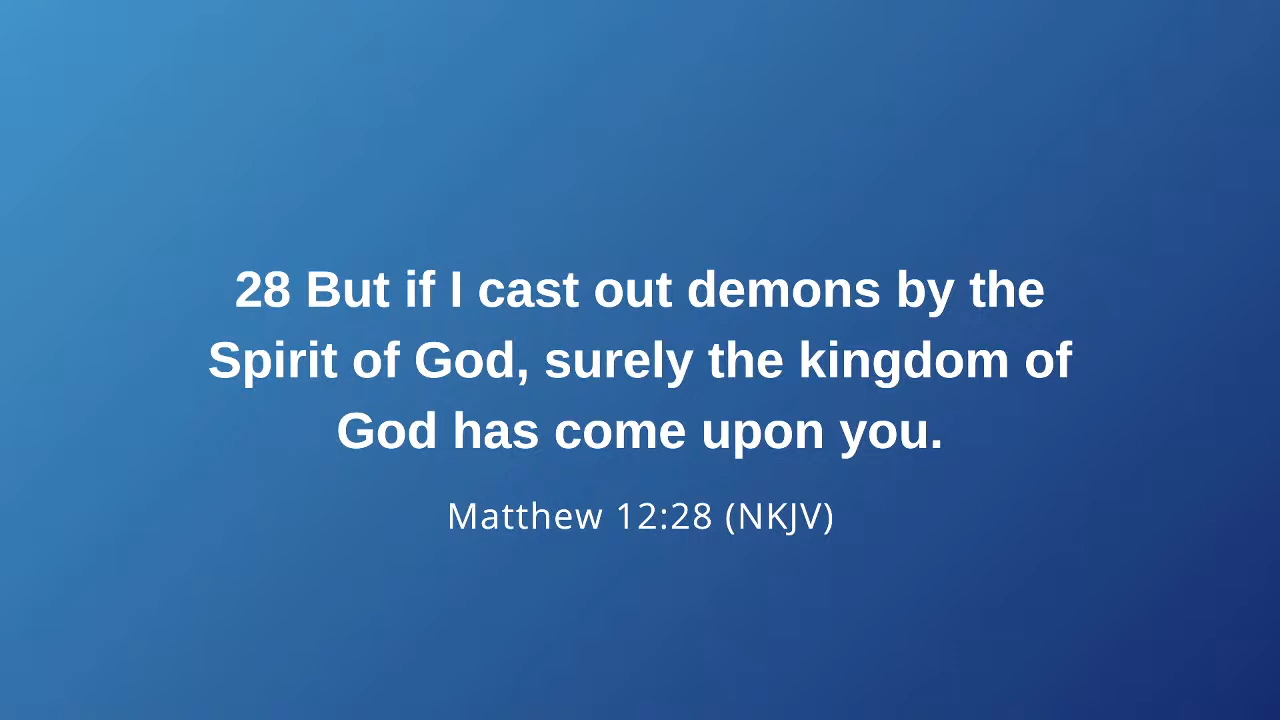 28 But if I cast out demons by the
Spirit of God, surely the kingdom of
God has come upon you.
Matthew 12:28 (NKJV)